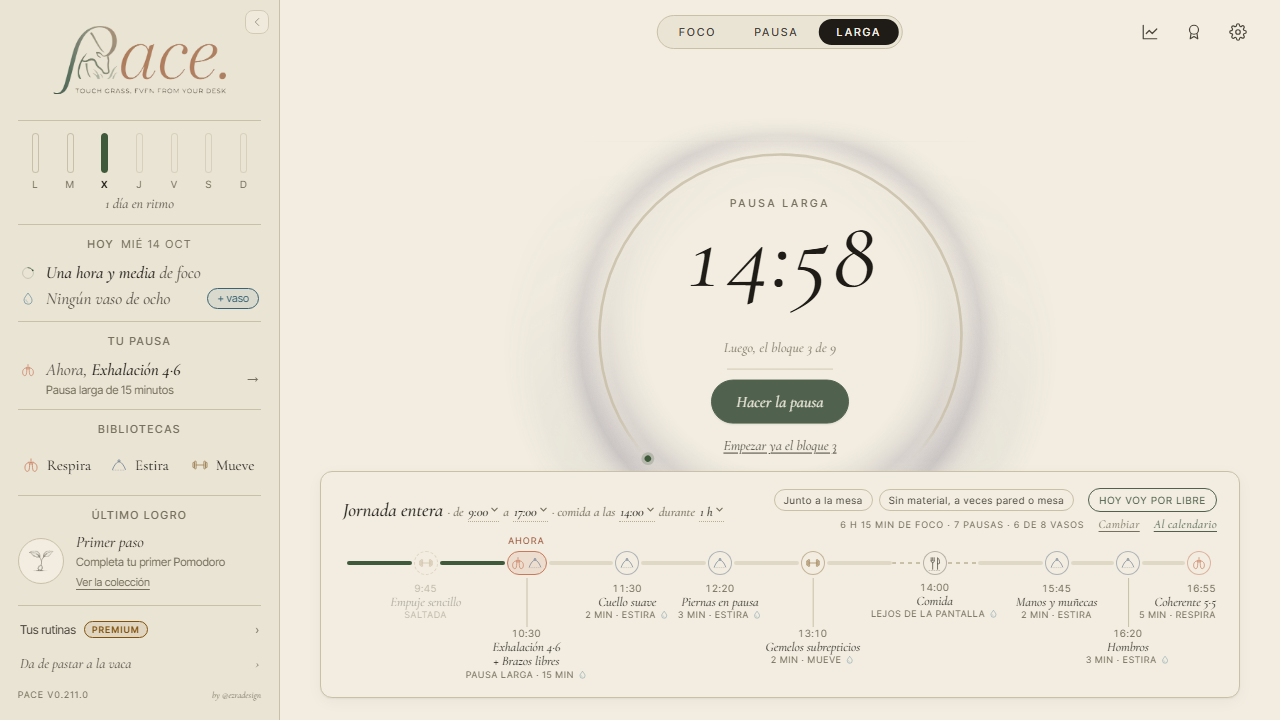 Pace.
TOUCH GRASS. EVEN FROM YOUR DESK
L M X J V S D
1 día en ritmo
HOY MIÉ 14 OCT
Una hora y media de foco
Ningún vaso de ocho
+ vaso
TU PAUSA
Ahora, Exhalación 4·6
Pausa larga de 15 minutos
→
BIBLIOTECAS
Respira Estira Mueve
ÚLTIMO LOGRO
Primer paso
Completa tu primer Pomodoro
Ver la colección
Tus rutinas PREMIUM ›
Da de pastar a la vaca ›
PACE V0.211.0 by @ezradesign
FOCO PAUSA LARGA
PAUSA LARGA
14:58
Luego, el bloque 3 de 9
Hacer la pausa
Empezar ya el bloque 3
Jornada entera · de 9:00 a 17:00 · comida a las 14:00 durante 1 h
Junto a la mesa
Sin material, a veces pared o mesa
HOY VOY POR LIBRE
6 H 15 MIN DE FOCO · 7 PAUSAS · 6 DE 8 VASOS Cambiar Al calendario
AHORA
9:45
Empuje sencillo
SALTADA
10:30
Exhalación 4·6
+ Brazos libres
PAUSA LARGA · 15 MIN
11:30
Cuello suave
2 MIN · ESTIRA
12:20
Piernas en pausa
3 MIN · ESTIRA
13:10
Gemelos subrepticios
2 MIN · MUEVE
14:00
Comida
LEJOS DE LA PANTALLA
15:45
Manos y muñecas
2 MIN · ESTIRA
16:20
Hombros
3 MIN · ESTIRA
16:55
Coherente 5·5
5 MIN · RESPIRA